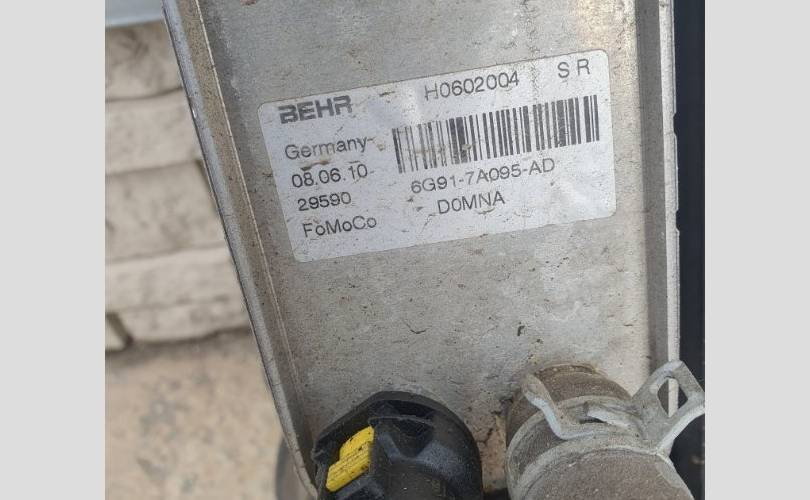 BEHR H0602004 S R
Germany
08.06.10
29590 6G91-7A095-AD
FoMoCo D0MNA